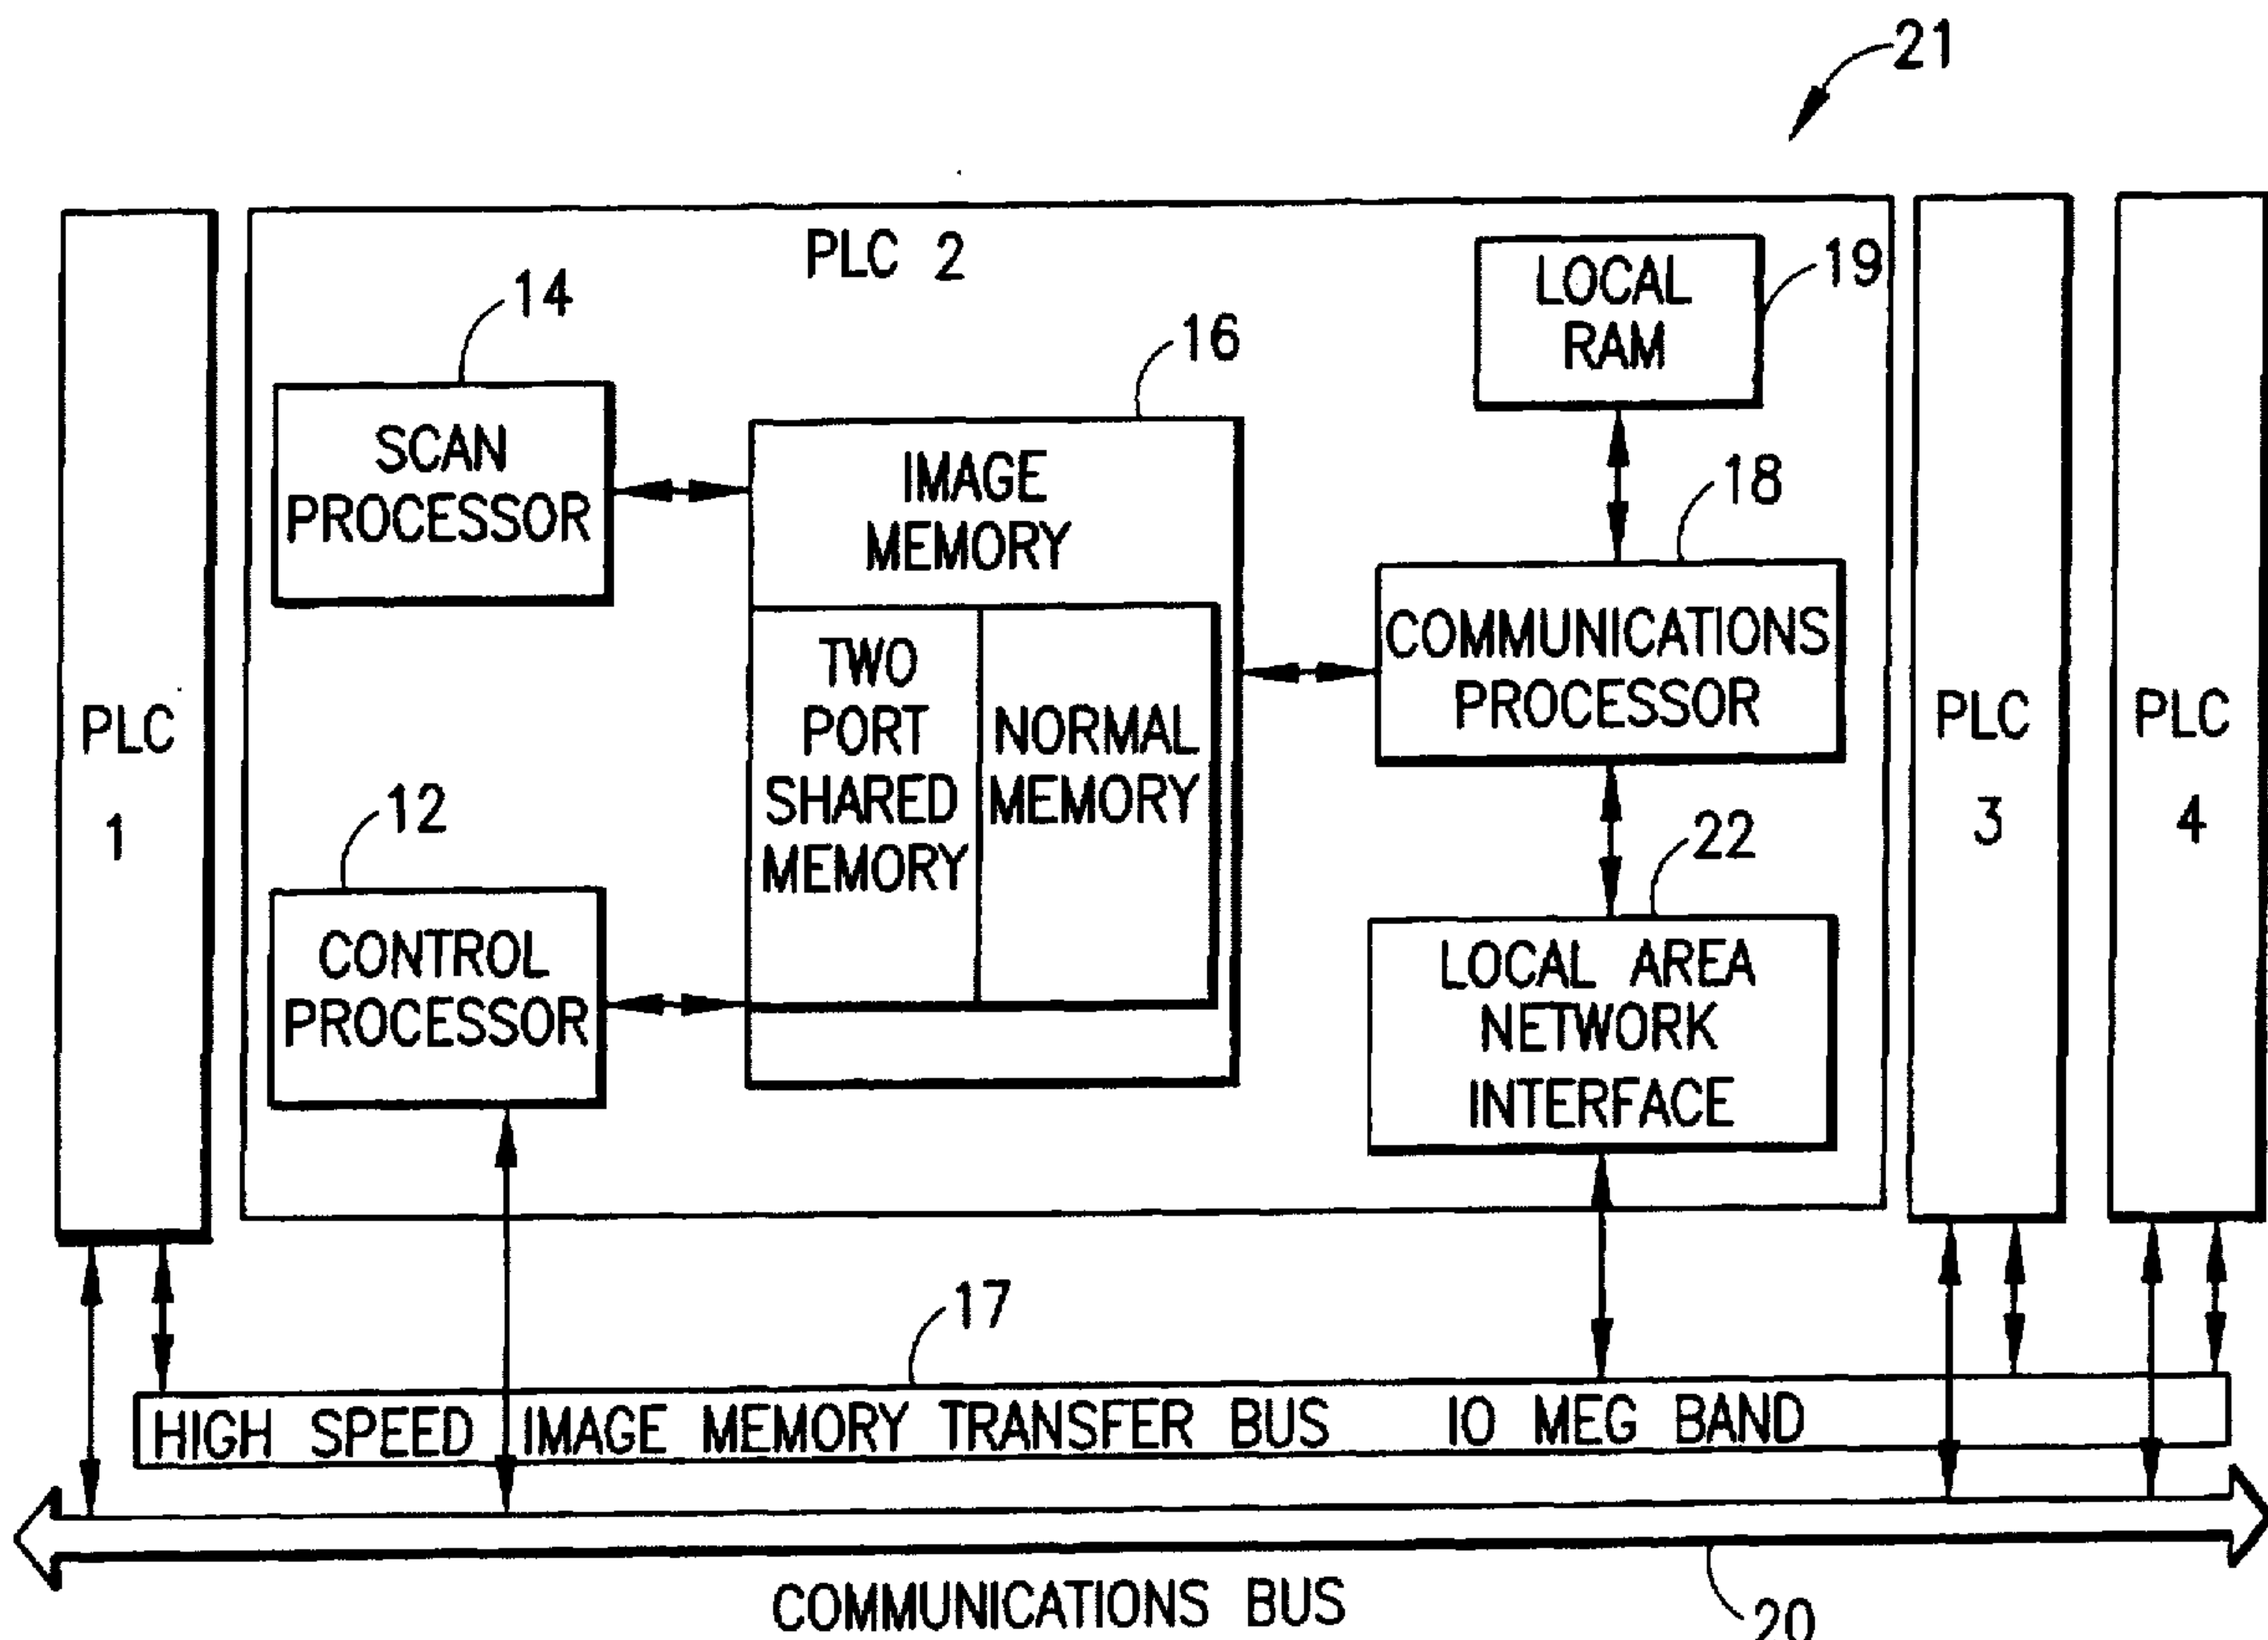 21
PLC 2
LOCAL
RAM
19
14
16
SCAN
PROCESSOR
IMAGE
MEMORY
18
TWO
PORT
SHARED
MEMORY
NORMAL
MEMORY
COMMUNICATIONS
PROCESSOR
PLC
1
PLC
3
PLC
4
12
22
CONTROL
PROCESSOR
LOCAL AREA
NETWORK
INTERFACE
17
HIGH SPEED IMAGE MEMORY TRANSFER BUS IO MEG BAND
COMMUNICATIONS BUS
20